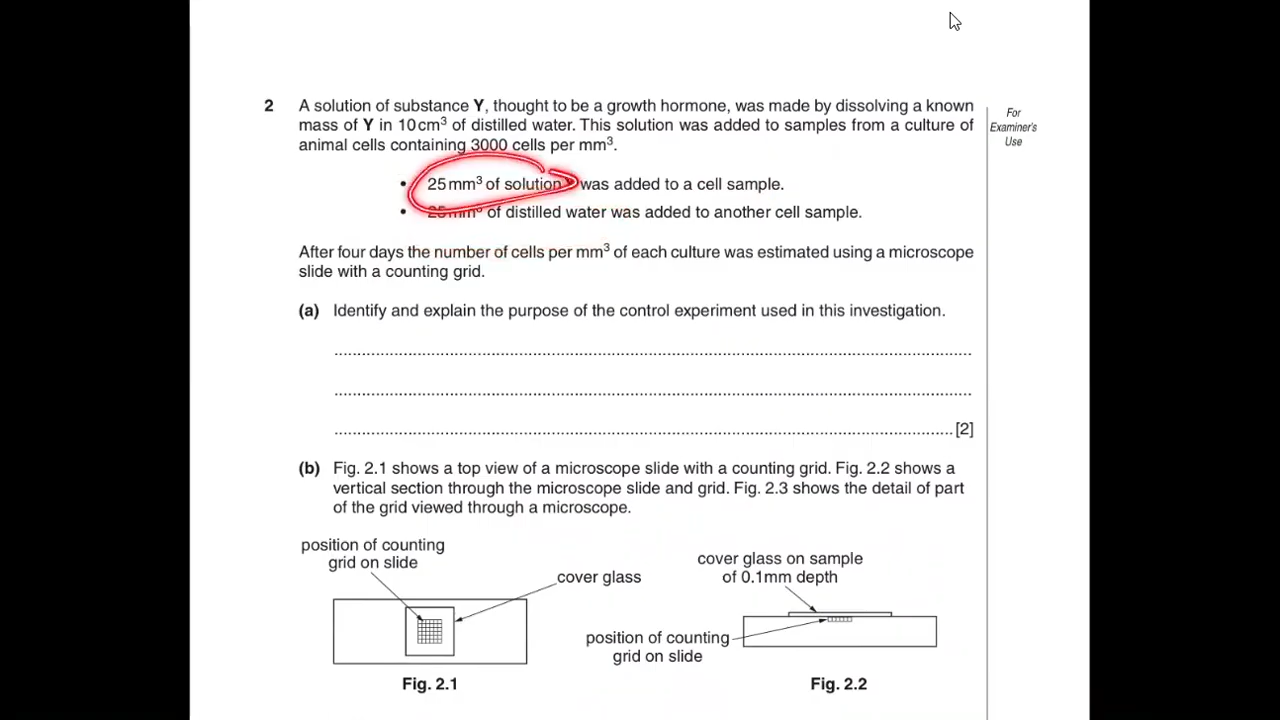 2 A solution of substance Y, thought to be a growth hormone, was made by dissolving a known
mass of Y in 10 cm³ of distilled water. This solution was added to samples from a culture of
animal cells containing 3000 cells per mm³.
For
Examiner's
Use
• 25 mm³ of solution was added to a cell sample.
• 25 mm³ of distilled water was added to another cell sample.
After four days the number of cells per mm³ of each culture was estimated using a microscope
slide with a counting grid.
(a) Identify and explain the purpose of the control experiment used in this investigation.
[2]
(b) Fig. 2.1 shows a top view of a microscope slide with a counting grid. Fig. 2.2 shows a
vertical section through the microscope slide and grid. Fig. 2.3 shows the detail of part
of the grid viewed through a microscope.
position of counting
grid on slide
cover glass
Fig. 2.1
cover glass on sample
of 0.1mm depth
position of counting
grid on slide
Fig. 2.2